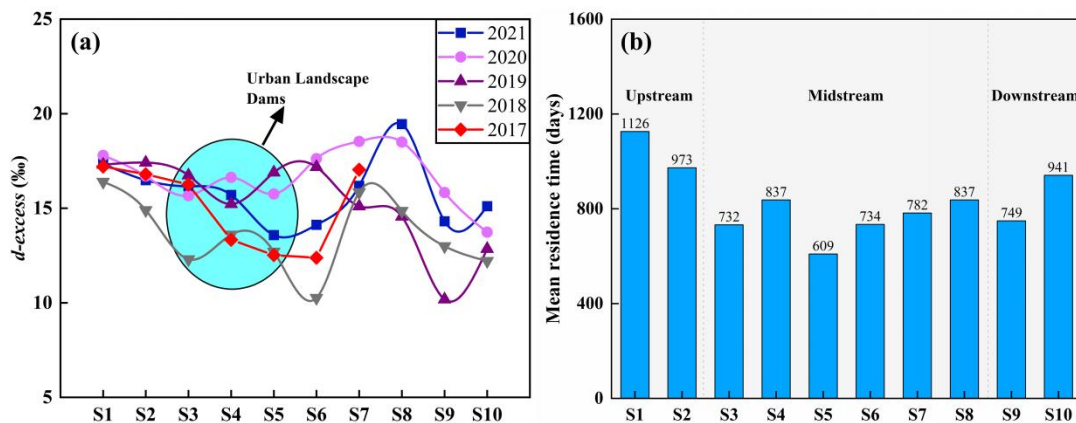 (a)
2021
2020
2019
2018
2017
Urban Landscape
Dams
25
20
15
10
5
d-excess (‰)
S1 S2 S3 S4 S5 S6 S7 S8 S9 S10
(b)
1600
1200
800
400
0
Mean residence time (days)
Upstream Midstream Downstream
1126 973 732 837 609 734 782 837 749 941
S1 S2 S3 S4 S5 S6 S7 S8 S9 S10